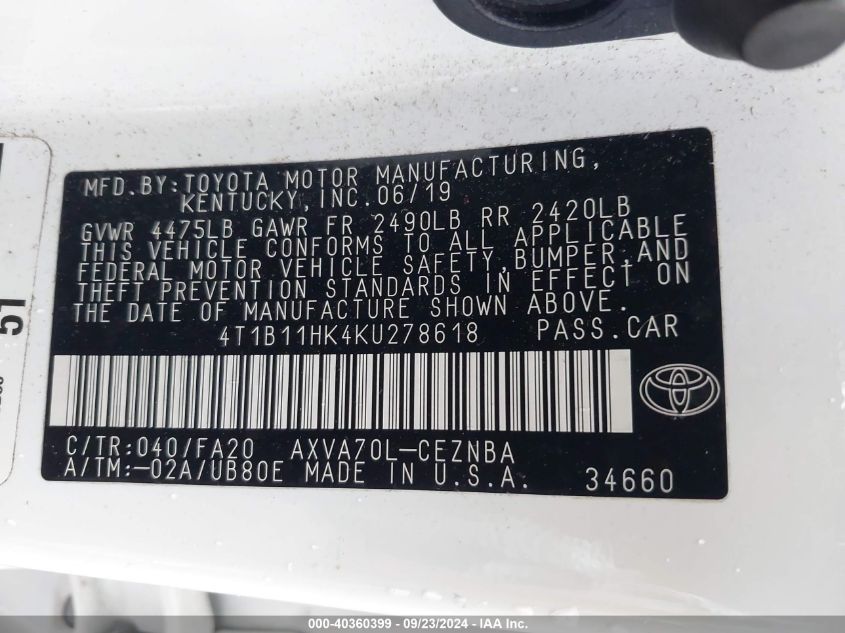 MFD.BY:TOYOTA MOTOR MANUFACTURING,
KENTUCKY,INC.06/19
GVWR 4475LB GAWR FR 2490LB RR 2420LB
THIS VEHICLE CONFORMS TO ALL APPLICABLE
FEDERAL MOTOR VEHICLE SAFETY,BUMPER,AND
THEFT PREVENTION STANDARDS IN EFFECT ON
THE DATE OF MANUFACTURE SHOWN ABOVE.
4T1B11HK4KU278618 PASS.CAR
C/TR:040/FA20 AXVA70L-CEZNBA
A/TM:-02A/UB80E MADE IN U.S.A. 34660
000-40360399 - 09/23/2024 - IAA Inc.